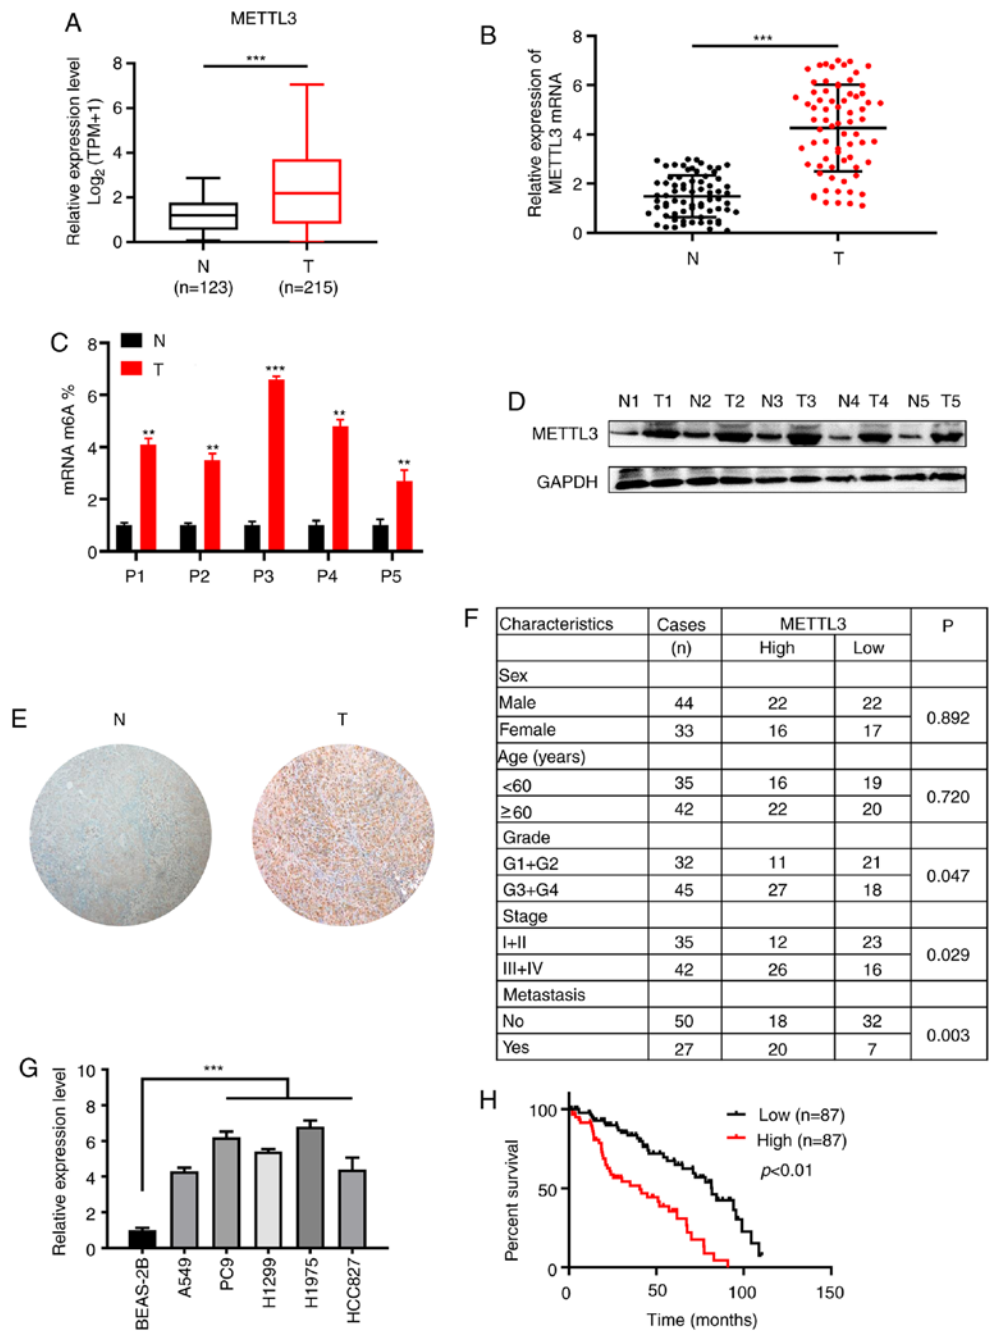 A
METTL3
Relative expression level
Log2 (TPM+1)
8
6
4
2
0
***
N
T
(n=123)
(n=215)
B
Relative expression of
METTL3 mRNA
8
6
4
2
0
***
N
T
C
N
T
mRNA m6A %
8
6
4
2
0
**
**
***
**
**
P1
P2
P3
P4
P5
D
N1 T1 N2 T2 N3 T3 N4 T4 N5 T5
METTL3
GAPDH
E
N
T
F
Characteristics Cases METTL3 P
(n) High Low
Sex
Male 44 22 22 0.892
Female 33 16 17
Age (years)
<60 35 16 19 0.720
≥60 42 22 20
Grade
G1+G2 32 11 21 0.047
G3+G4 45 27 18
Stage
I+II 35 12 23 0.029
III+IV 42 26 16
Metastasis
No 50 18 32 0.003
Yes 27 20 7
G
Relative expression level
10
8
6
4
2
0
***
BEAS-2B
A549
PC9
H1299
H1975
HCC827
H
Percent survival
100
50
0
Low (n=87)
High (n=87)
p<0.01
0 50 100 150
Time (months)